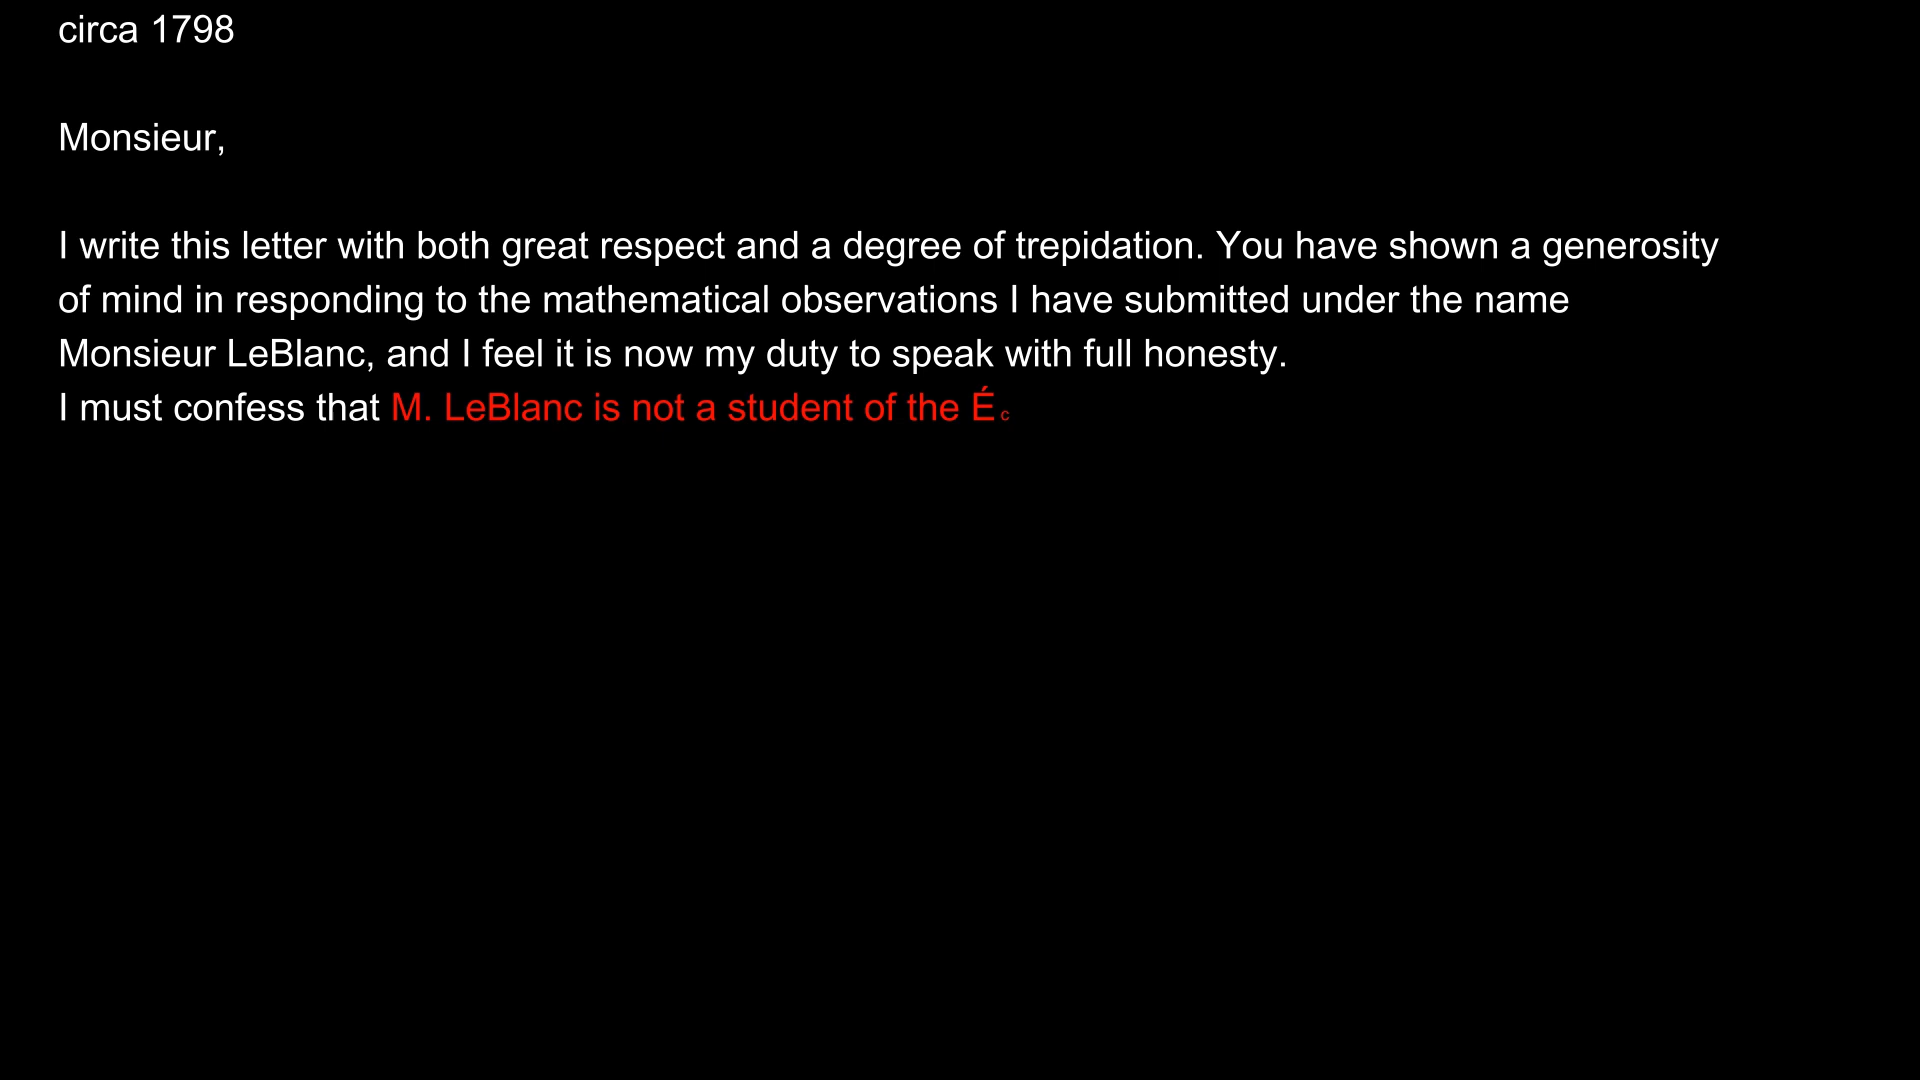 circa 1798
Monsieur,
I write this letter with both great respect and a degree of trepidation. You have shown a generosity
of mind in responding to the mathematical observations I have submitted under the name
Monsieur LeBlanc, and I feel it is now my duty to speak with full honesty.
I must confess that M. LeBlanc is not a student of the Éc